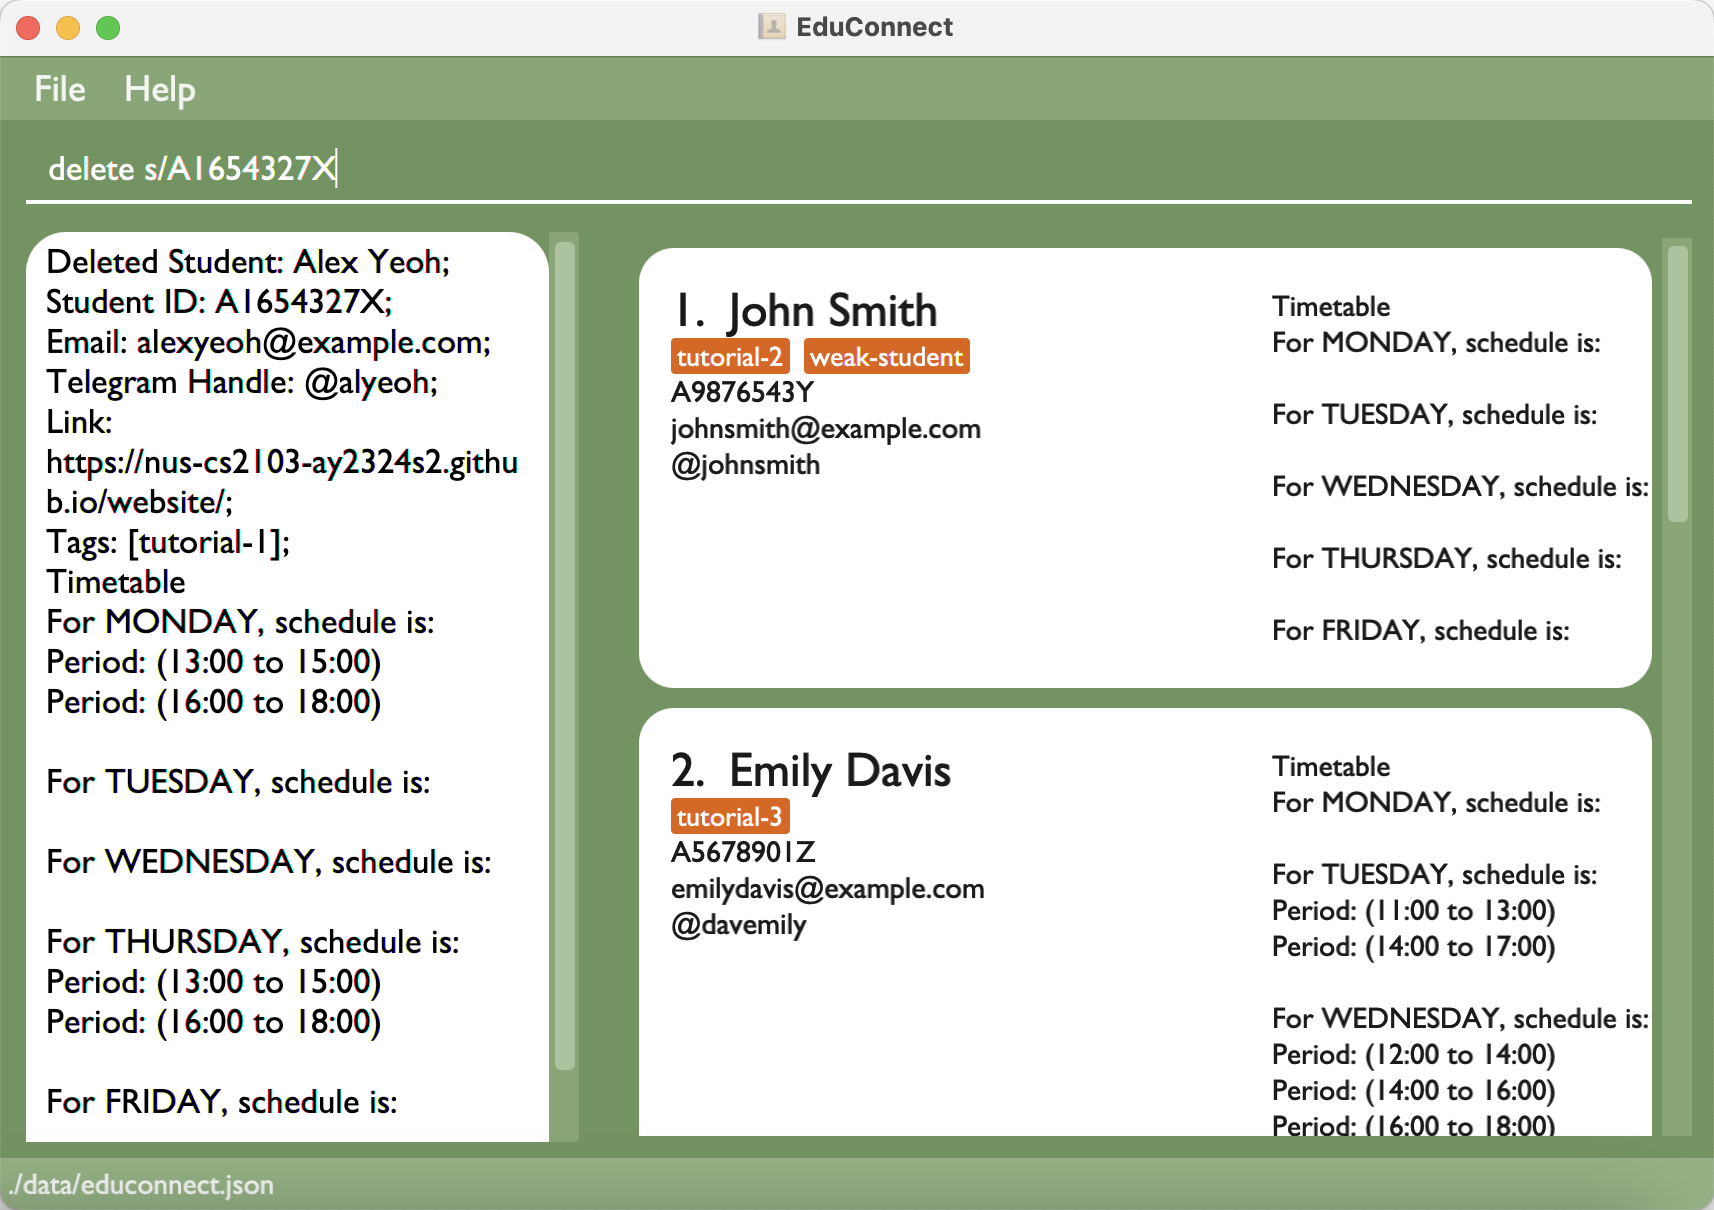 EduConnect
File Help
delete s/A1654327X
Deleted Student: Alex Yeoh;
Student ID: A1654327X;
Email: alexyeoh@example.com;
Telegram Handle: @alyeoh;
Link:
https://nus-cs2103-ay2324s2.githu
b.io/website/;
Tags: [tutorial-1];
Timetable
For MONDAY, schedule is:
Period: (13:00 to 15:00)
Period: (16:00 to 18:00)
For TUESDAY, schedule is:
For WEDNESDAY, schedule is:
For THURSDAY, schedule is:
Period: (13:00 to 15:00)
Period: (16:00 to 18:00)
For FRIDAY, schedule is:
1. John Smith
tutorial-2 weak-student
A9876543Y
johnsmith@example.com
@johnsmith
Timetable
For MONDAY, schedule is:
For TUESDAY, schedule is:
For WEDNESDAY, schedule is:
For THURSDAY, schedule is:
For FRIDAY, schedule is:
2. Emily Davis
tutorial-3
A5678901Z
emilydavis@example.com
@davemily
Timetable
For MONDAY, schedule is:
For TUESDAY, schedule is:
Period: (11:00 to 13:00)
Period: (14:00 to 17:00)
For WEDNESDAY, schedule is:
Period: (12:00 to 14:00)
Period: (14:00 to 16:00)
Period: (16:00 to 18:00)
./data/educonnect.json